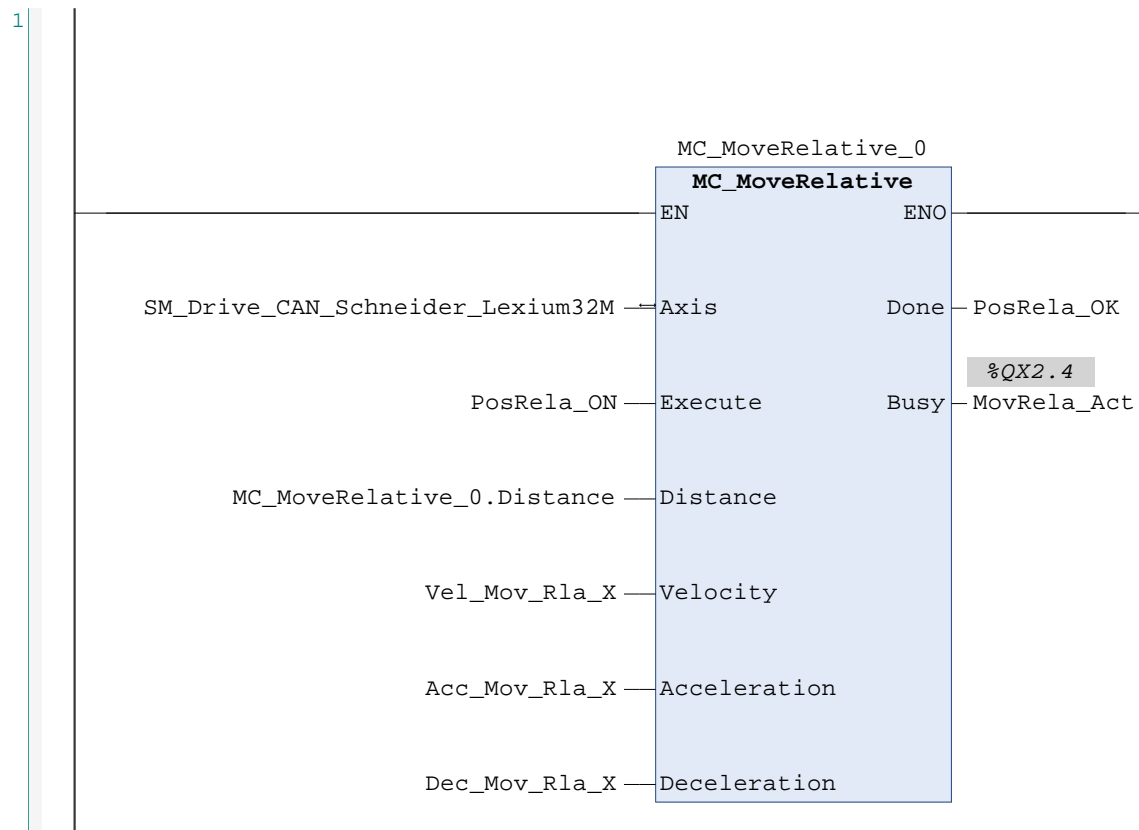 1
MC_MoveRelative_0
MC_MoveRelative
EN ENO
SM_Drive_CAN_Schneider_Lexium32M Axis Done PosRela_OK
%QX2.4
PosRela_ON Execute Busy MovRela_Act
MC_MoveRelative_0.Distance Distance
Vel_Mov_Rla_X Velocity
Acc_Mov_Rla_X Acceleration
Dec_Mov_Rla_X Deceleration